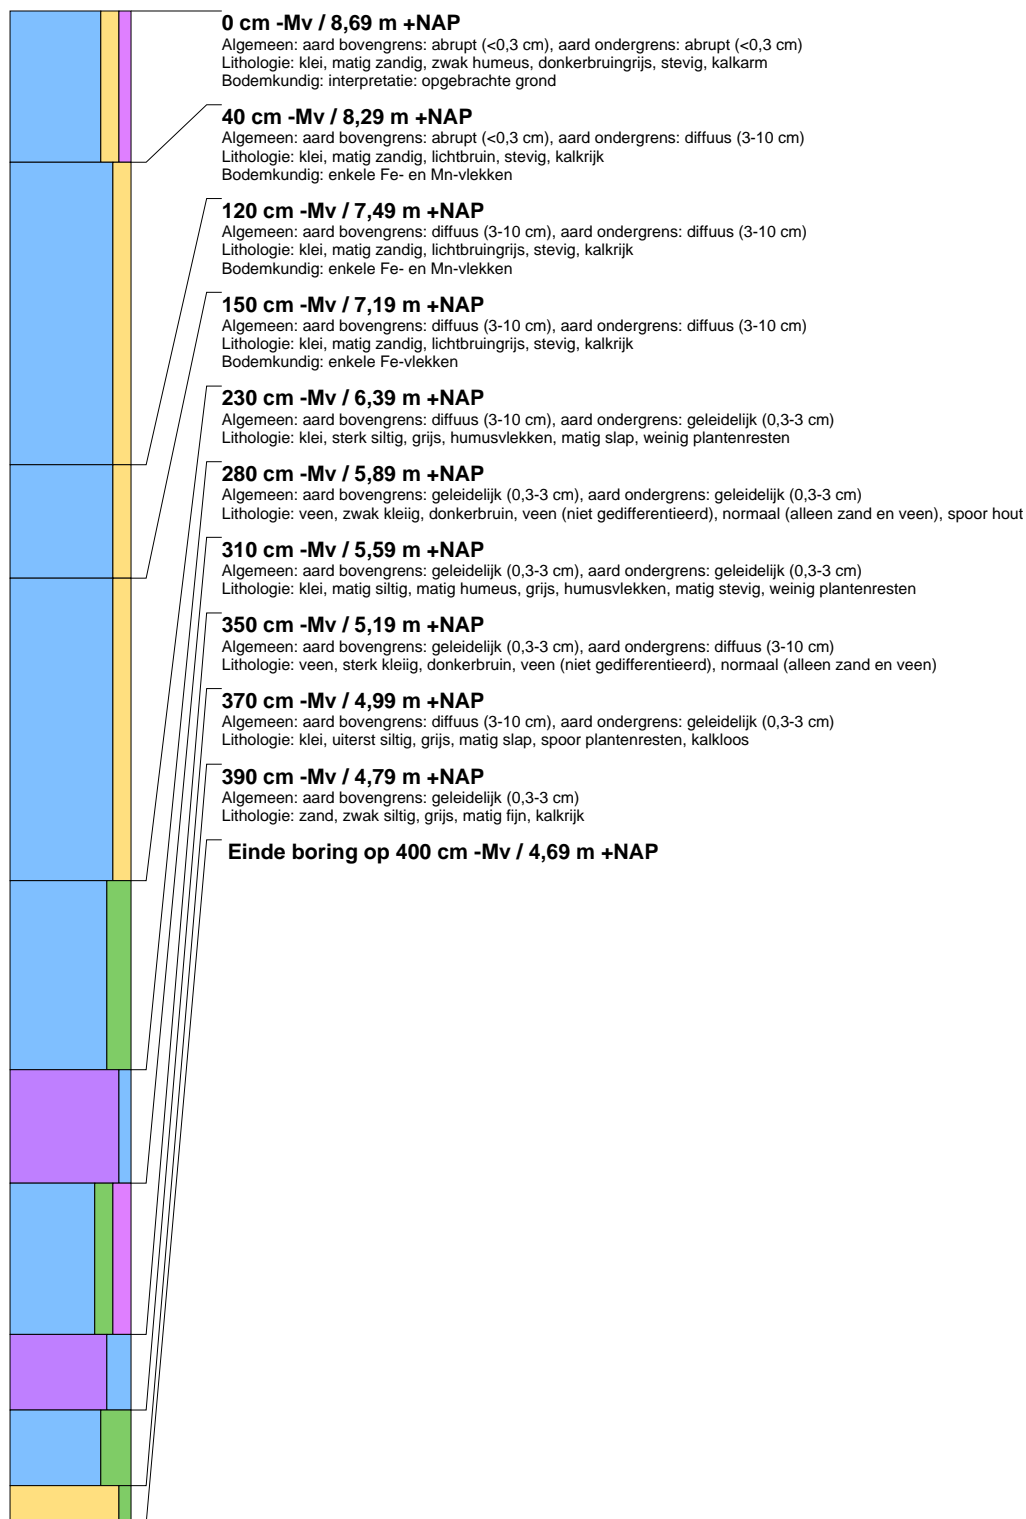 0 cm -Mv / 8,69 m +NAP
Algemeen: aard bovengrens: abrupt (<0,3 cm), aard ondergrens: abrupt (<0,3 cm)
Lithologie: klei, matig zandig, zwak humeus, donkerbruingrijs, stevig, kalkarm
Bodemkundig: interpretatie: opgebrachte grond
40 cm -Mv / 8,29 m +NAP
Algemeen: aard bovengrens: abrupt (<0,3 cm), aard ondergrens: diffuus (3-10 cm)
Lithologie: klei, matig zandig, lichtbruin, stevig, kalkrijk
Bodemkundig: enkele Fe- en Mn-vlekken
120 cm -Mv / 7,49 m +NAP
Algemeen: aard bovengrens: diffuus (3-10 cm), aard ondergrens: diffuus (3-10 cm)
Lithologie: klei, matig zandig, lichtbruingrijs, stevig, kalkrijk
Bodemkundig: enkele Fe- en Mn-vlekken
150 cm -Mv / 7,19 m +NAP
Algemeen: aard bovengrens: diffuus (3-10 cm), aard ondergrens: diffuus (3-10 cm)
Lithologie: klei, matig zandig, lichtbruingrijs, stevig, kalkrijk
Bodemkundig: enkele Fe-vlekken
230 cm -Mv / 6,39 m +NAP
Algemeen: aard bovengrens: diffuus (3-10 cm), aard ondergrens: geleidelijk (0,3-3 cm)
Lithologie: klei, sterk siltig, grijs, humusvlekken, matig slap, weinig plantenresten
280 cm -Mv / 5,89 m +NAP
Algemeen: aard bovengrens: geleidelijk (0,3-3 cm), aard ondergrens: geleidelijk (0,3-3 cm)
Lithologie: veen, zwak kleiig, donkerbruin, veen (niet gedifferentieerd), normaal (alleen zand en veen), spoor hout
310 cm -Mv / 5,59 m +NAP
Algemeen: aard bovengrens: geleidelijk (0,3-3 cm), aard ondergrens: geleidelijk (0,3-3 cm)
Lithologie: klei, matig siltig, matig humeus, grijs, humusvlekken, matig stevig, weinig plantenresten
350 cm -Mv / 5,19 m +NAP
Algemeen: aard bovengrens: geleidelijk (0,3-3 cm), aard ondergrens: diffuus (3-10 cm)
Lithologie: veen, sterk kleiig, donkerbruin, veen (niet gedifferentieerd), normaal (alleen zand en veen)
370 cm -Mv / 4,99 m +NAP
Algemeen: aard bovengrens: diffuus (3-10 cm), aard ondergrens: geleidelijk (0,3-3 cm)
Lithologie: klei, uiterst siltig, grijs, matig slap, spoor plantenresten, kalkloos
390 cm -Mv / 4,79 m +NAP
Algemeen: aard bovengrens: geleidelijk (0,3-3 cm)
Lithologie: zand, zwak siltig, grijs, matig fijn, kalkrijk
Einde boring op 400 cm -Mv / 4,69 m +NAP